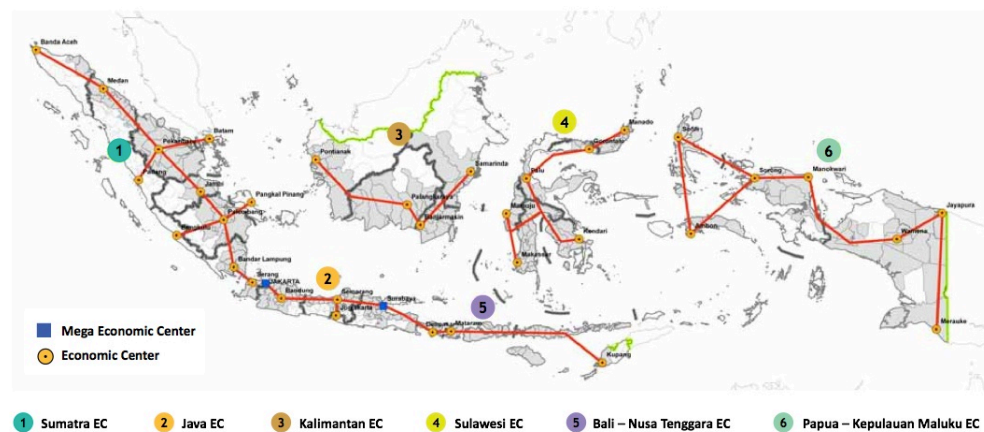 Banda Aceh
Medan
Batam
Pekanbaru
1
Padang
Jambi
Pangkal Pinang
Palembang
Bengkulu
Bandar Lampung
Serang
JAKARTA
Bandung
2
Semarang
Surabaya
3
Pontianak
Samarinda
Palangkaraya
Banjarmasin
4
Manado
Gorontalo
Palu
Mamuju
Kendari
Makassar
5
Mataram
Kupang
Sofifi
Ambon
Sorong
6
Manokwari
Jayapura
Wamena
Merauke
Mega Economic Center
Economic Center
1 Sumatra EC
2 Java EC
3 Kalimantan EC
4 Sulawesi EC
5 Bali – Nusa Tenggara EC
6 Papua – Kepulauan Maluku EC